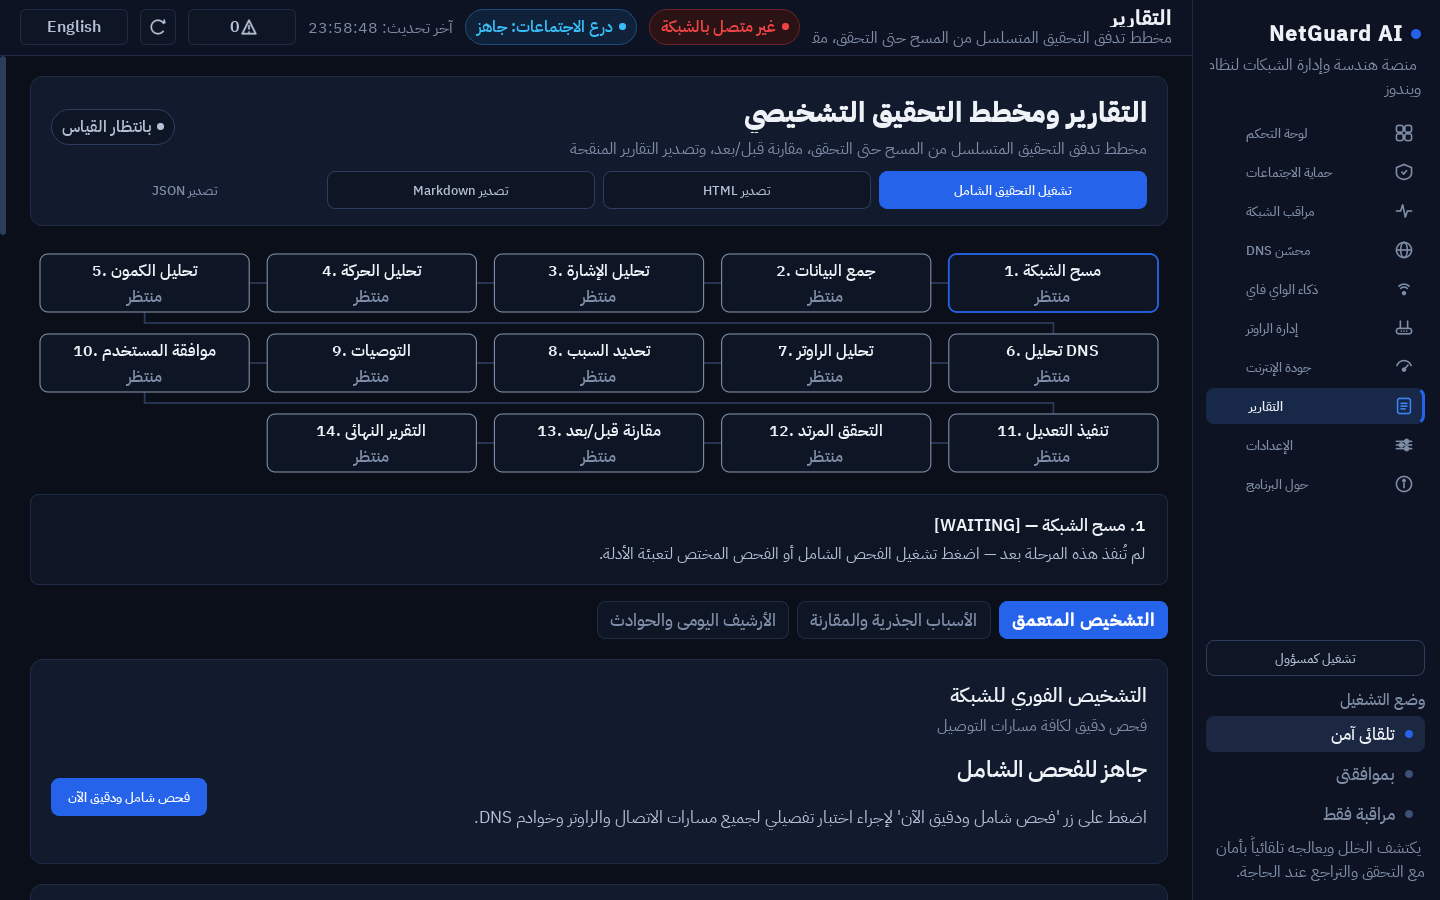 NetGuard AI
منصة هندسة وإدارة الشبكات لنظام
ويندوز
لوحة التحكم
حماية الاجتماعات
مراقب الشبكة
محسّن DNS
ذكاء الواي فاي
إدارة الراوتر
جودة الإنترنت
التقارير
الإعدادات
حول البرنامج
تشغيل كمسؤول
وضع التشغيل
تلقائي آمن
بموافقتي
مراقبة فقط
يكتشف الخلل ويعالجه تلقائياً بأمان
مع التحقق والتراجع عند الحاجة.
التقارير
مخطط تدفق التحقيق المتسلسل من المسح حتى التحقق،
غير متصل بالشبكة
درع الاجتماعات: جاهز
آخر تحديث: 23:58:48
0
English
التقارير ومخطط التحقيق التشخيصي
بانتظار القياس
مخطط تدفق التحقيق المتسلسل من المسح حتى التحقق، مقارنة قبل/بعد، وتصدير التقارير المنقحة
تشغيل التحقيق الشامل
تصدير HTML
تصدير Markdown
تصدير JSON
1. مسح الشبكة
منتظر
2. جمع البيانات
منتظر
3. تحليل الإشارة
منتظر
4. تحليل الحركة
منتظر
5. تحليل الكمون
منتظر
6. تحليل DNS
منتظر
7. تحليل الراوتر
منتظر
8. تحديد السبب
منتظر
9. التوصيات
منتظر
10. موافقة المستخدم
منتظر
11. تنفيذ التعديل
منتظر
12. التحقق المرتد
منتظر
13. مقارنة قبل/بعد
منتظر
14. التقرير النهائي
منتظر
1. مسح الشبكة — [WAITING]
لم تُنفذ هذه المرحلة بعد — اضغط تشغيل الفحص الشامل أو الفحص المختص لتعبئة الأدلة.
التشخيص المتعمق
الأسباب الجذرية والمقارنة
الأرشيف اليومي والحوادث
التشخيص الفوري للشبكة
فحص دقيق لكافة مسارات التوصيل
جاهز للفحص الشامل
فحص شامل ودقيق الآن
اضغط على زر 'فحص شامل ودقيق الآن' لإجراء اختبار تفصيلي لجميع مسارات الاتصال والراوتر وخوادم DNS.